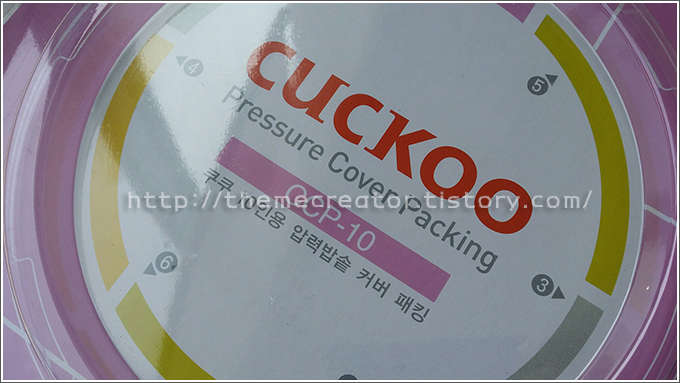 CUCKOO
Pressure Cover Packing
CCP-10
쿠쿠 10인용 압력밥솥 커버 패킹
4
5
3
6
http://themecreator.tistory.com/